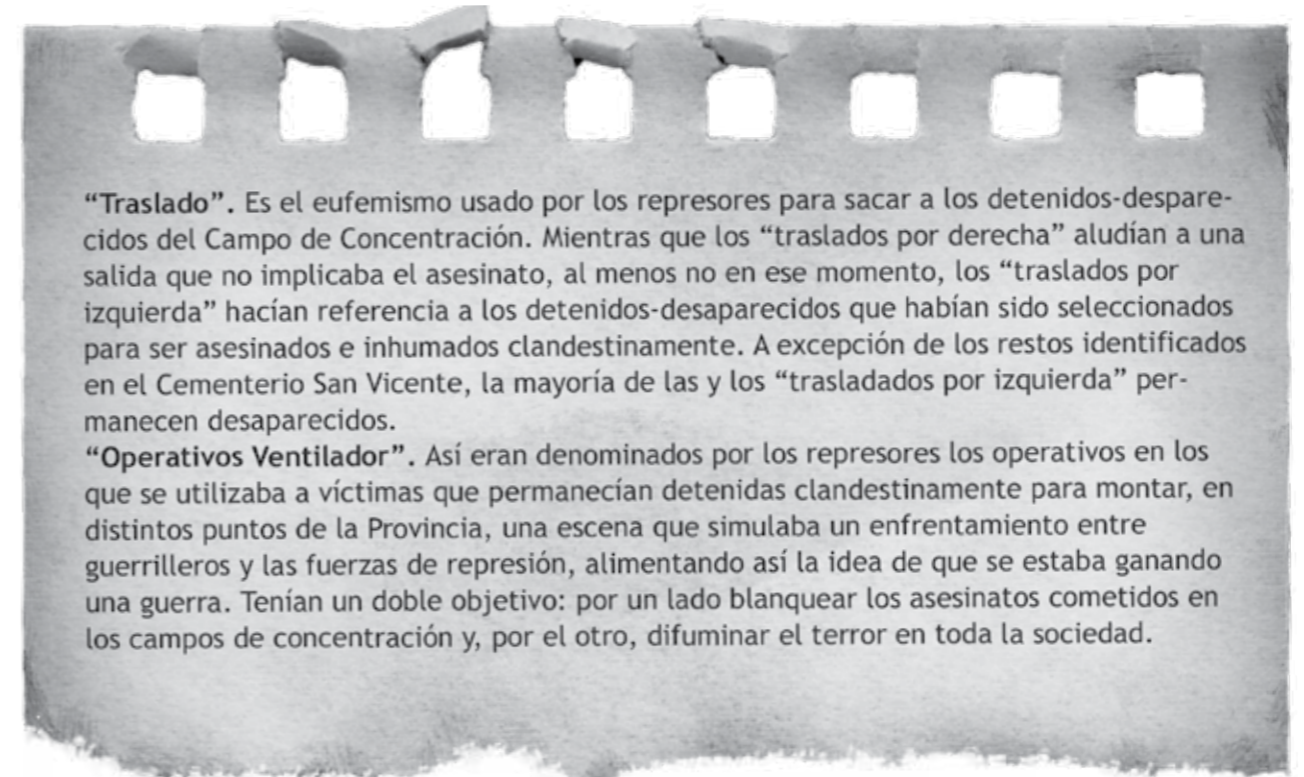 “Traslado”. Es el eufemismo usado por los represores para sacar a los detenidos-despare-
cidos del Campo de Concentración. Mientras que los “traslados por derecha” aludían a una
salida que no implicaba el asesinato, al menos no en ese momento, los “traslados por
izquierda” hacían referencia a los detenidos-desaparecidos que habían sido seleccionados
para ser asesinados e inhumados clandestinamente. A excepción de los restos identificados
en el Cementerio San Vicente, la mayoría de las y los “trasladados por izquierda” per-
manecen desaparecidos.
“Operativos Ventilador”. Así eran denominados por los represores los operativos en los
que se utilizaba a víctimas que permanecían detenidas clandestinamente para montar, en
distintos puntos de la Provincia, una escena que simulaba un enfrentamiento entre
guerrilleros y las fuerzas de represión, alimentando así la idea de que se estaba ganando
una guerra. Tenían un doble objetivo: por un lado blanquear los asesinatos cometidos en
los campos de concentración y, por el otro, difuminar el terror en toda la sociedad.